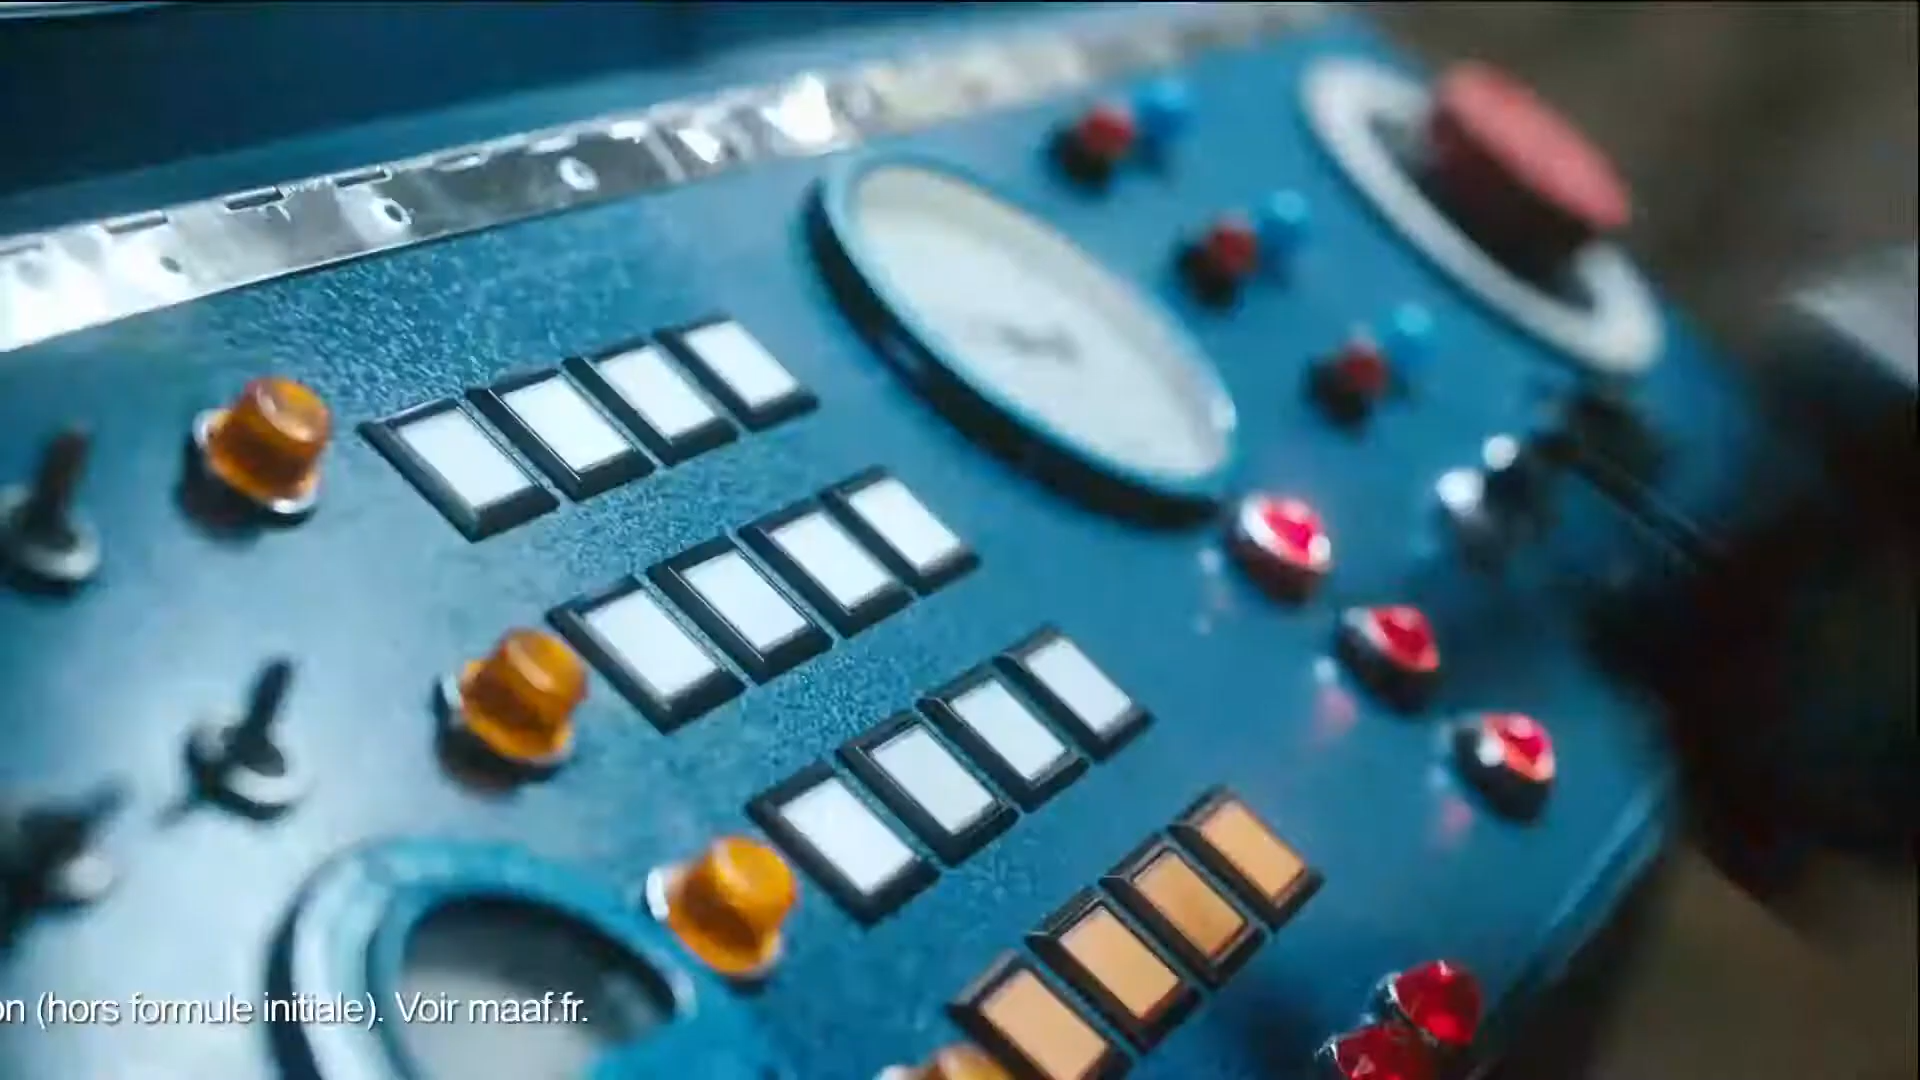 on (hors formule initiale). Voir maaf.fr.